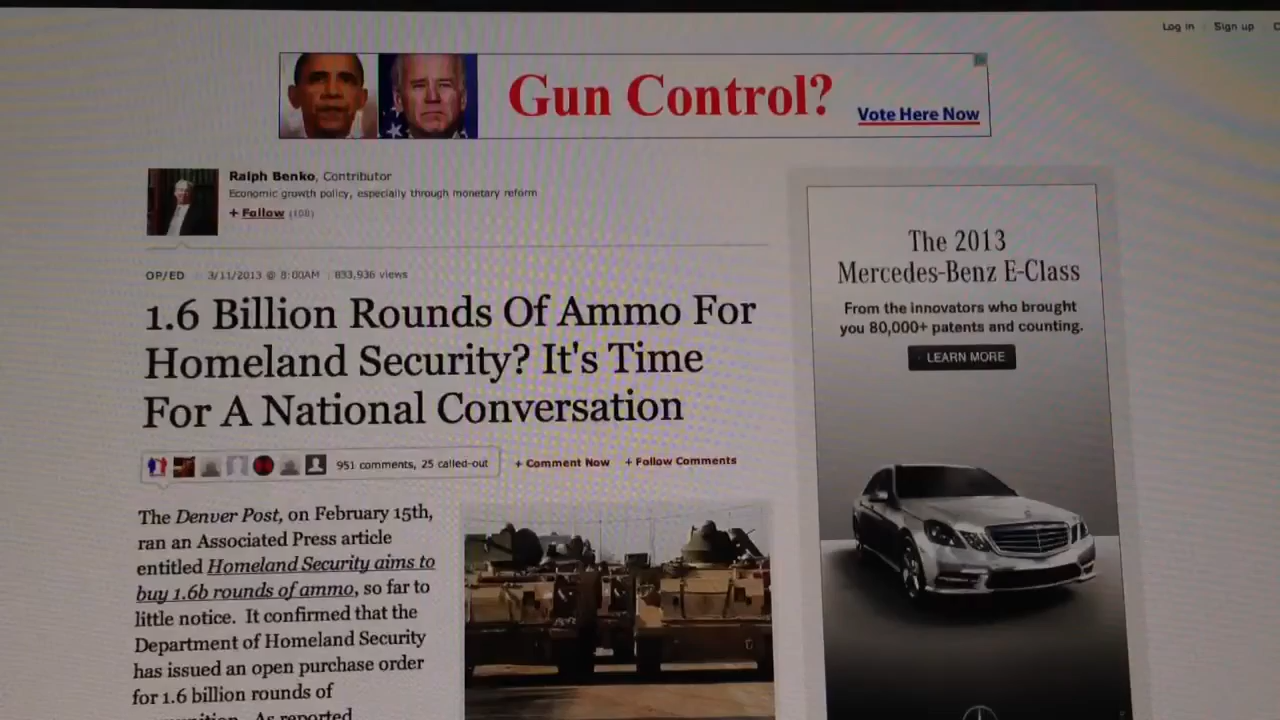 Log in
Sign up
Gun Control?
Vote Here Now
Ralph Benko, Contributor
Economic growth policy, especially through monetary reform
+ Follow (108)
OP/ED
3/11/2013 @ 8:00AM
833,936 views
1.6 Billion Rounds Of Ammo For
Homeland Security? It's Time
For A National Conversation
951 comments, 25 called-out
+ Comment Now
+ Follow Comments
The Denver Post, on February 15th,
ran an Associated Press article
entitled Homeland Security aims to
buy 1.6b rounds of ammo, so far to
little notice. It confirmed that the
Department of Homeland Security
has issued an open purchase order
for 1.6 billion rounds of
As reported
The 2013
Mercedes-Benz E-Class
From the innovators who brought
you 80,000+ patents and counting.
LEARN MORE